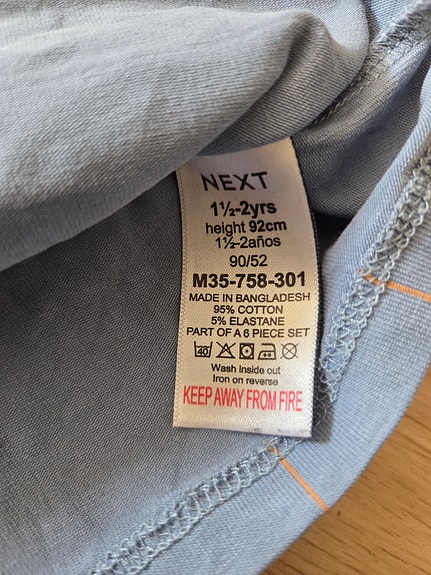 NEXT
1½-2yrs
height 92cm
1½-2años
90/52
M35-758-301
MADE IN BANGLADESH
95% COTTON
5% ELASTANE
PART OF A 6 PIECE SET
40
Wash inside out
Iron on reverse
KEEP AWAY FROM FIRE